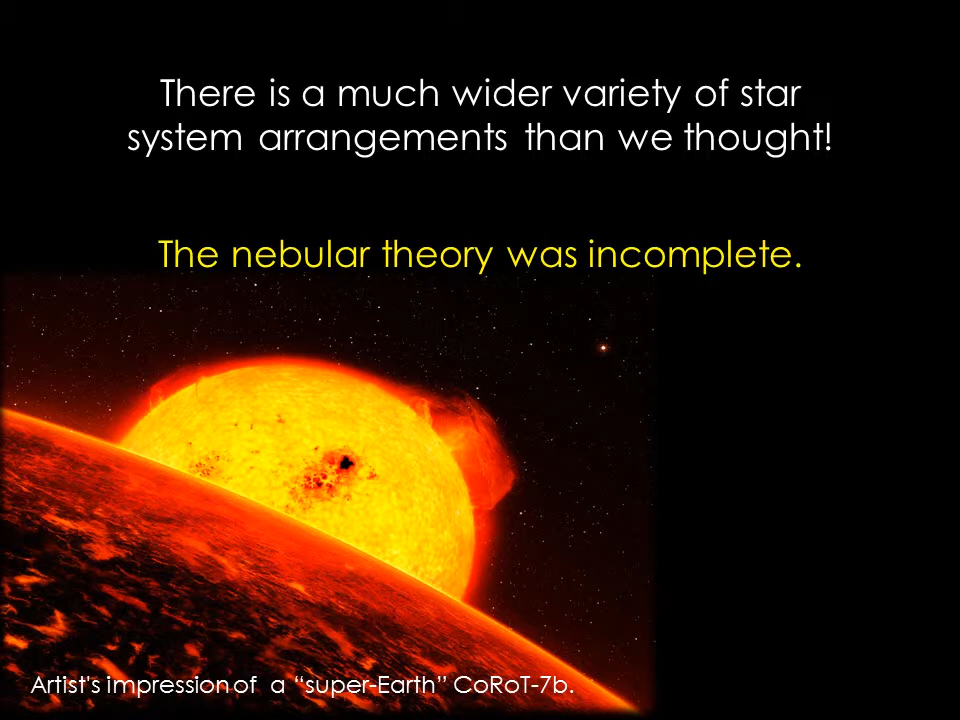 There is a much wider variety of star
system arrangements than we thought!
The nebular theory was incomplete.
Artist's impression of a “super-Earth” CoRoT-7b.